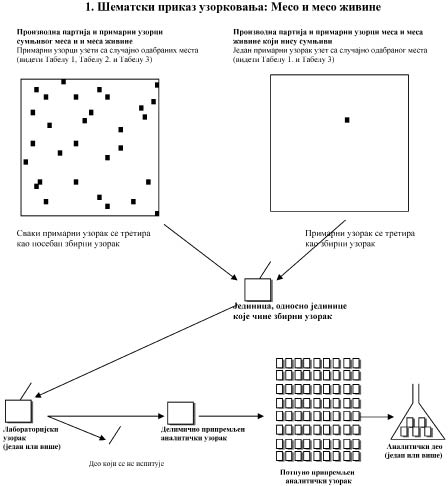 1. Шематски приказ узорковања: Месо и месо живине
Производна партија и примарни узорци
сумњивог меса и и меса живине
Примарни узорци узети са случајно одабраних места
(видети Табелу 1, Табелу 2. и Табелу 3)
Производна партија и примарни узорци меса и меса
живине који нису сумњиви
Један примарни узорак узет са случајно одабраног места
(видети Табелу 1. и Табелу 3)
Сваки примарни узорак се третира
као посебан збирни узорак
Примарни узорак се третира
као збирни узорак
Јединица, односно јединице
које чине збирни узорак
Лабораторијски
узорак
(један или више)
Део који се не испитује
Делимично припремљен
аналитички узорак
Потпуно припремљен
аналитички узорак
Аналитички део
(један или више)